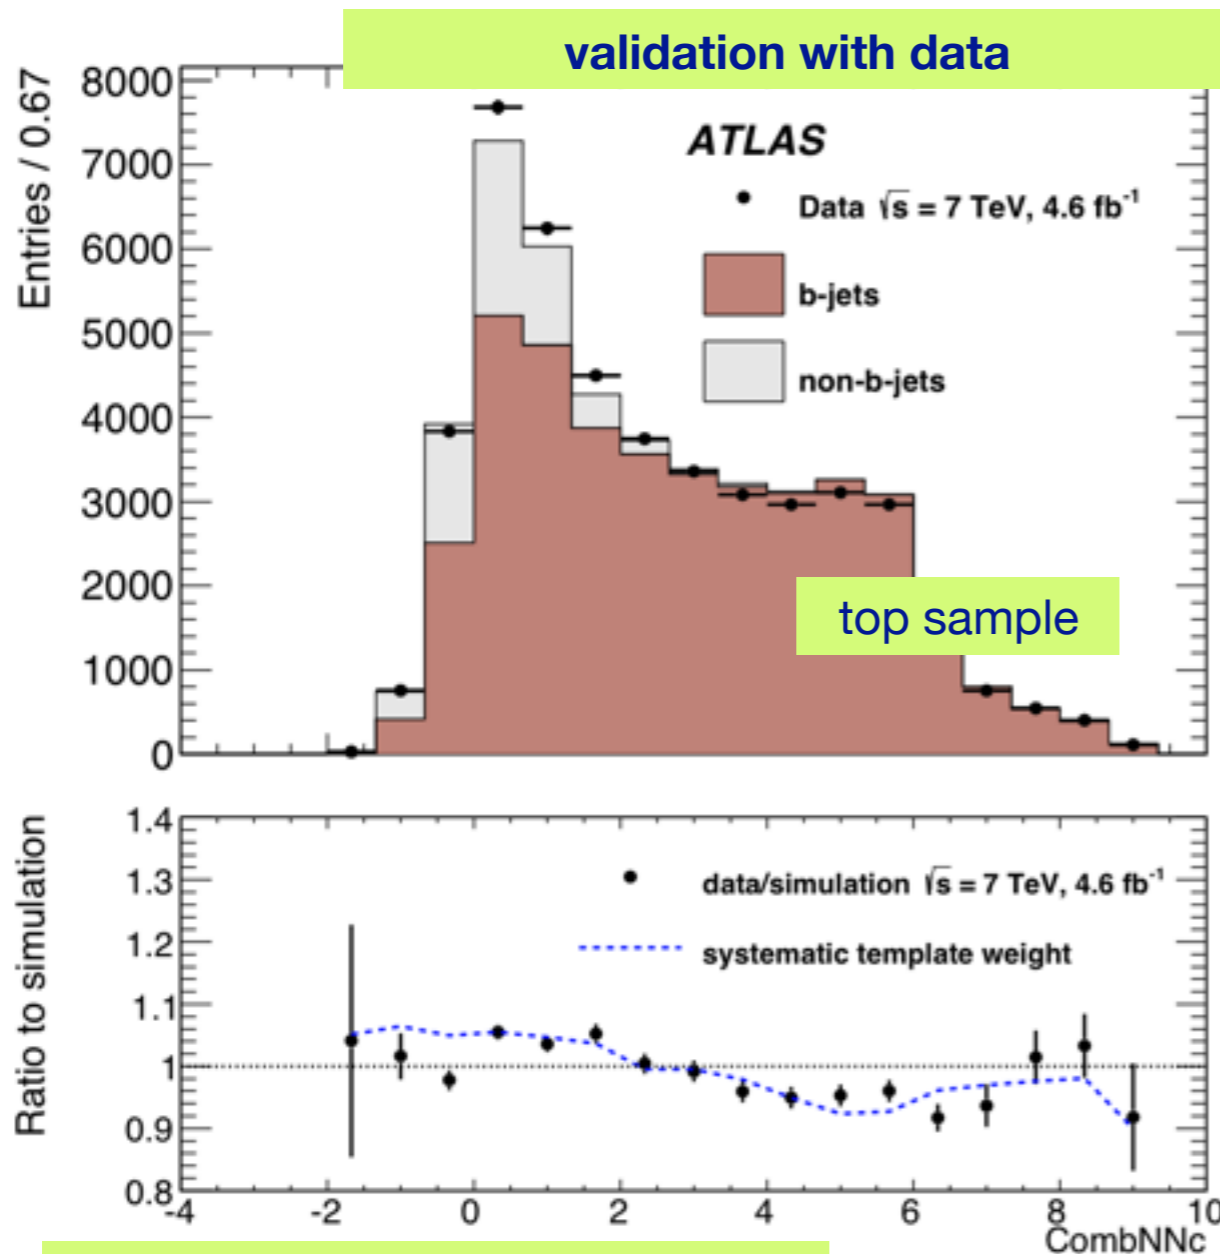 validation with data
Entries / 0.67
8000
7000
6000
5000
4000
3000
2000
1000
0
ATLAS
Data √s = 7 TeV, 4.6 fb⁻¹
b-jets
non-b-jets
top sample
Ratio to simulation
1.4
1.3
1.2
1.1
1
0.9
0.8
data/simulation √s = 7 TeV, 4.6 fb⁻¹
systematic template weight
-4 -2 0 2 4 6 8 10
CombNNc